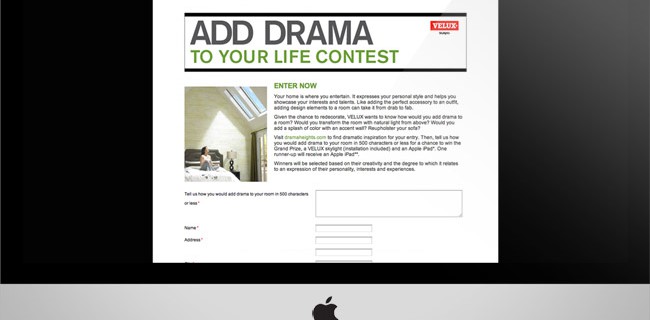 ADD DRAMA
TO YOUR LIFE CONTEST
VELUX
ENTER NOW
Your home is where you entertain. It expresses your personal style and helps
you showcase your interests and talents. Like adding the perfect accessory to an outfit,
adding design elements to a room can take it from drab to fab.
Given the chance to redecorate, VELUX wants to know how would you add drama to
a room? Would you transform the room with natural light from above? Would you
add a splash of color with an accent wall? Reupholster your sofa?
Visit dramaheights.com to find dramatic inspiration for your entry. Then, tell us how
you would add drama to your room in 500 characters or less for a chance to win the
Grand Prize, a VELUX skylight (installation included) and an Apple iPad*. One
runner-up will receive an Apple iPad**.
Winners will be selected based on their creativity and the degree to which it relates
to an expression of their personality, interests and experiences.
Tell us how you would add drama to your room in 500 characters
or less *
Name *
Address *